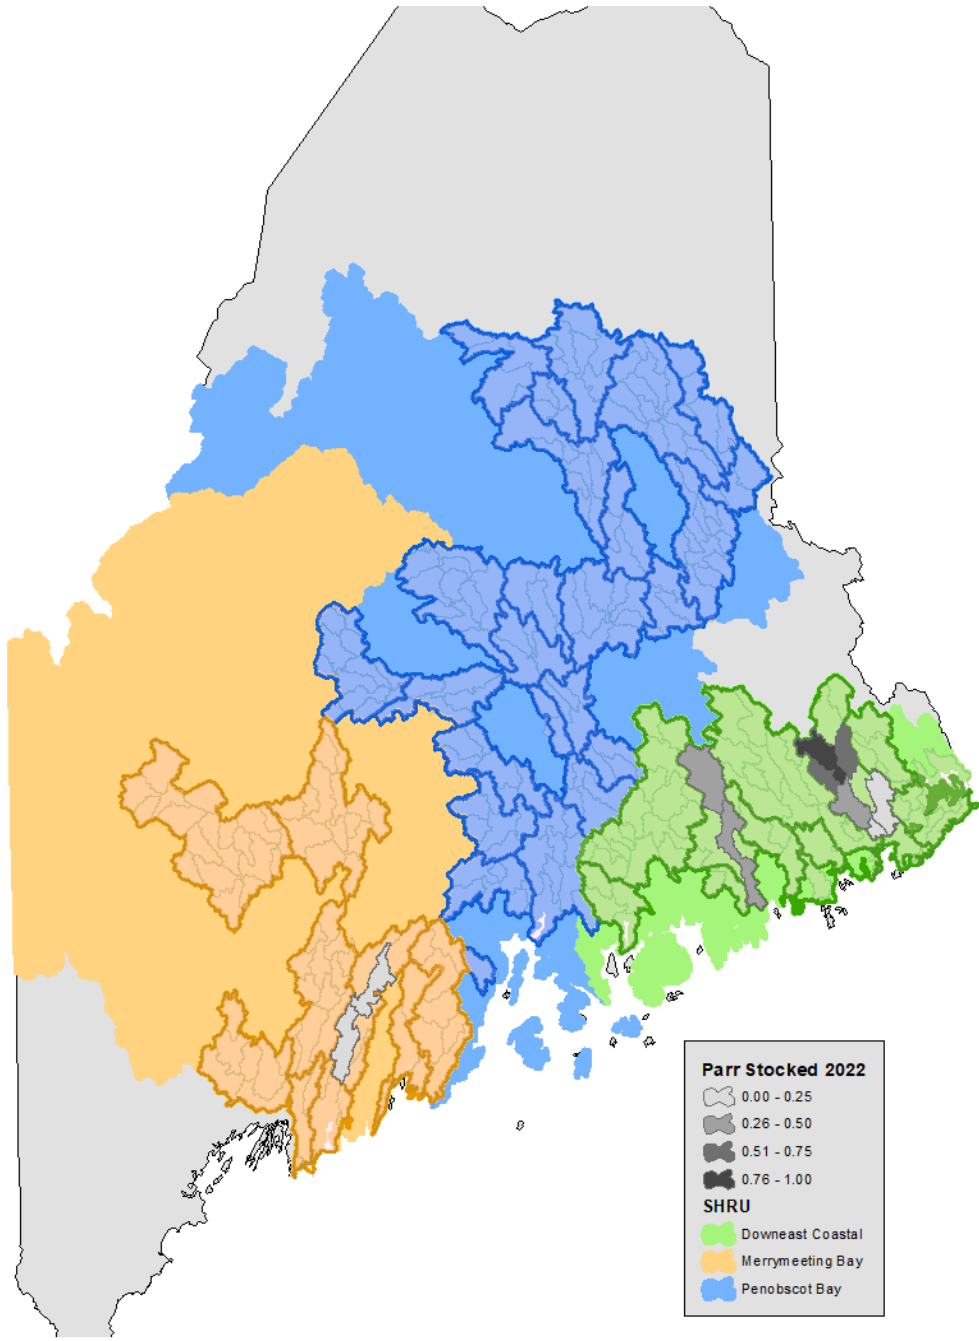 Parr Stocked 2022
0.00 - 0.25
0.26 - 0.50
0.51 - 0.75
0.76 - 1.00
SHRU
Downeast Coastal
Merrymeeting Bay
Penobscot Bay